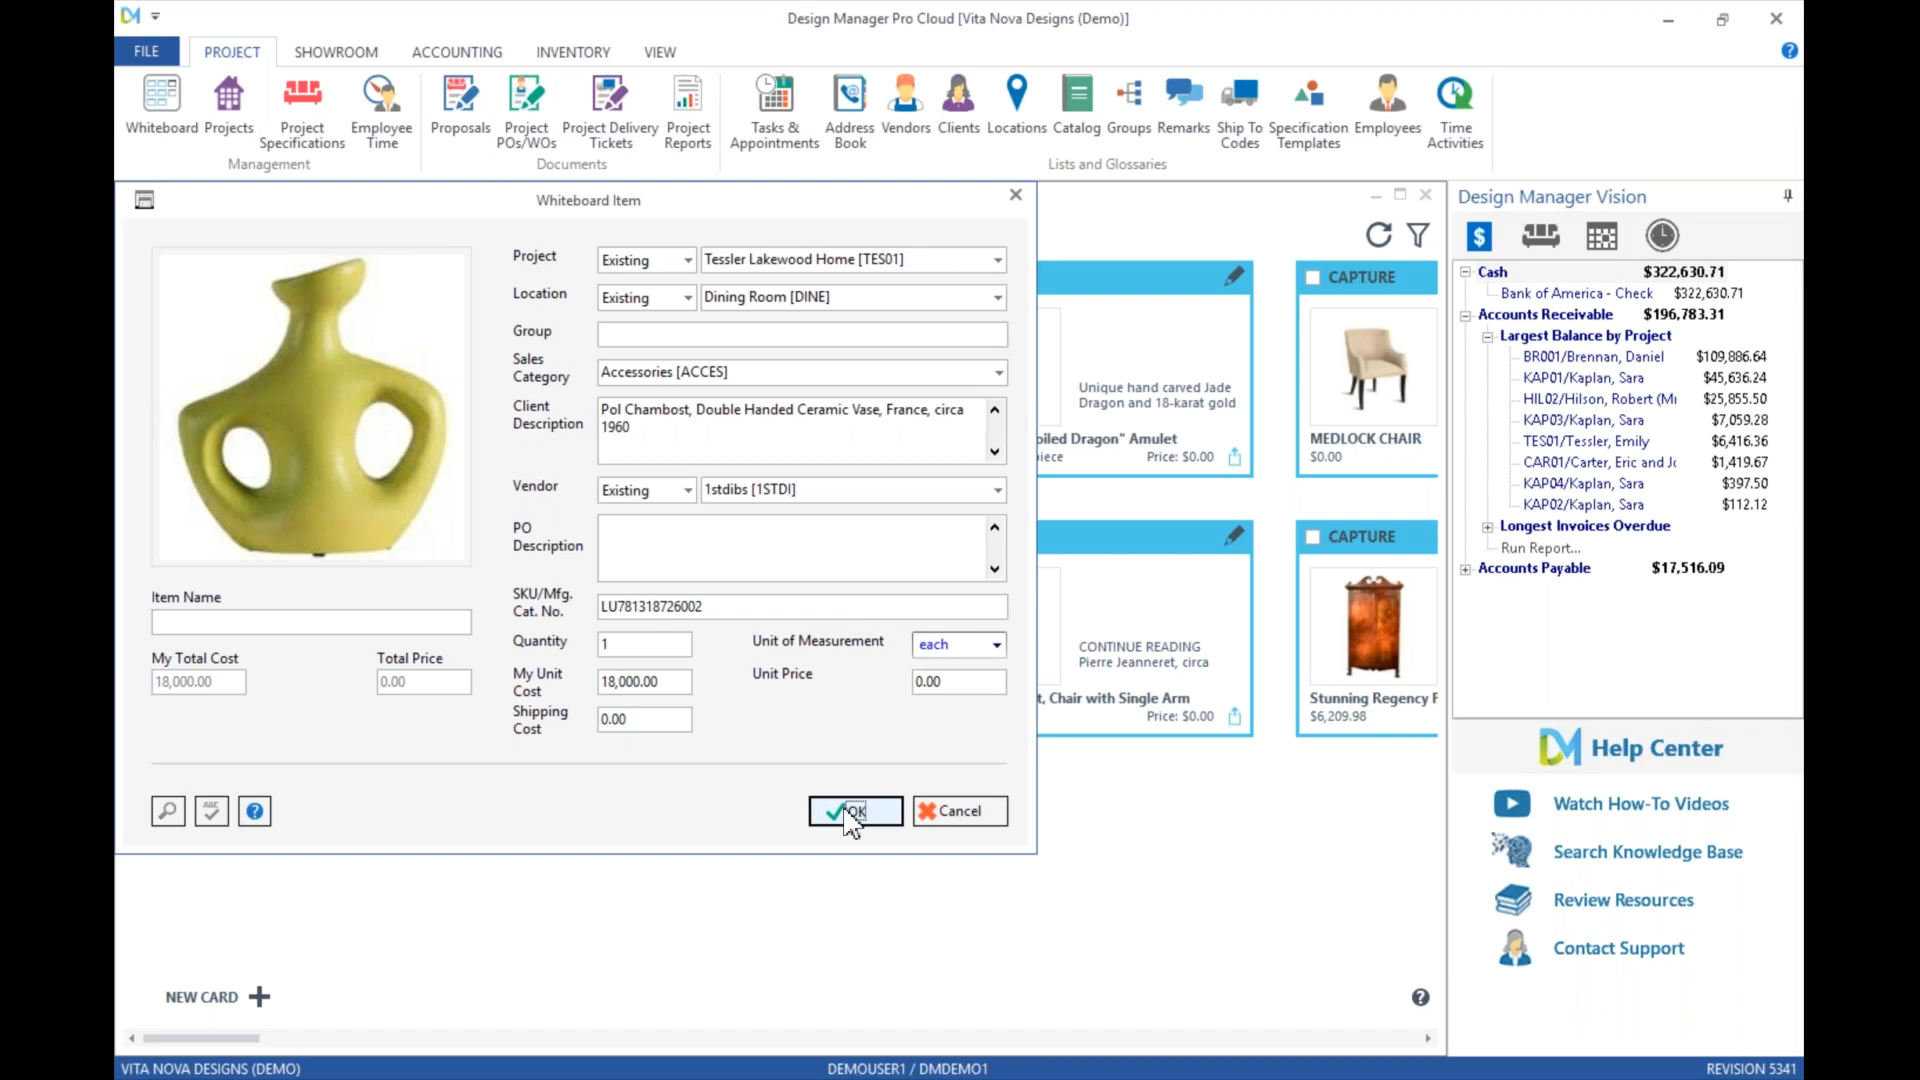 Design Manager Pro Cloud [Vita Nova Designs (Demo)]
FILE
PROJECT
SHOWROOM
ACCOUNTING
INVENTORY
VIEW
Whiteboard
Projects
Project
Specifications
Employee
Time
Management
Proposals
Project
POs/WOs
Project Delivery
Tickets
Project
Reports
Documents
Tasks &
Appointments
Address
Book
Vendors
Clients
Locations
Catalog
Groups
Remarks
Ship To
Codes
Specification
Templates
Employees
Time
Activities
Lists and Glossaries
Whiteboard Item
Project
Existing
Tessler Lakewood Home [TES01]
Location
Existing
Dining Room [DINE]
Group
Sales
Category
Accessories [ACCES]
Client
Description
Pol Chambost, Double Handed Ceramic Vase, France, circa
1960
Vendor
Existing
1stdibs [1STDI]
PO
Description
SKU/Mfg.
Cat. No.
LU781318726002
Quantity
1
Unit of Measurement
each
My Unit
Cost
18,000.00
Unit Price
0.00
Shipping
Cost
0.00
Item Name
My Total Cost
Total Price
18,000.00
0.00
ABC
OK
Cancel
Unique hand carved Jade
Dragon and 18-karat gold
oiled Dragon" Amulet
iece
Price: $0.00
CAPTURE
MEDLOCK CHAIR
$0.00
CONTINUE READING
Pierre Jeanneret, circa
t, Chair with Single Arm
Price: $0.00
CAPTURE
Stunning Regency F
$6,209.98
NEW CARD
Design Manager Vision
Cash $322,630.71
Bank of America - Check $322,630.71
Accounts Receivable $196,783.31
Largest Balance by Project
BR001/Brennan, Daniel $109,886.64
KAP01/Kaplan, Sara $45,636.24
HIL02/Hilson, Robert (Mi $25,855.50
KAP03/Kaplan, Sara $7,059.28
TES01/Tessler, Emily $6,416.36
CAR01/Carter, Eric and Jo $1,419.67
KAP04/Kaplan, Sara $397.50
KAP02/Kaplan, Sara $112.12
Longest Invoices Overdue
Run Report...
Accounts Payable $17,516.09
DM Help Center
Watch How-To Videos
Search Knowledge Base
Review Resources
Contact Support
VITA NOVA DESIGNS (DEMO)
DEMOUSER1 / DMDEMO1
REVISION 5341